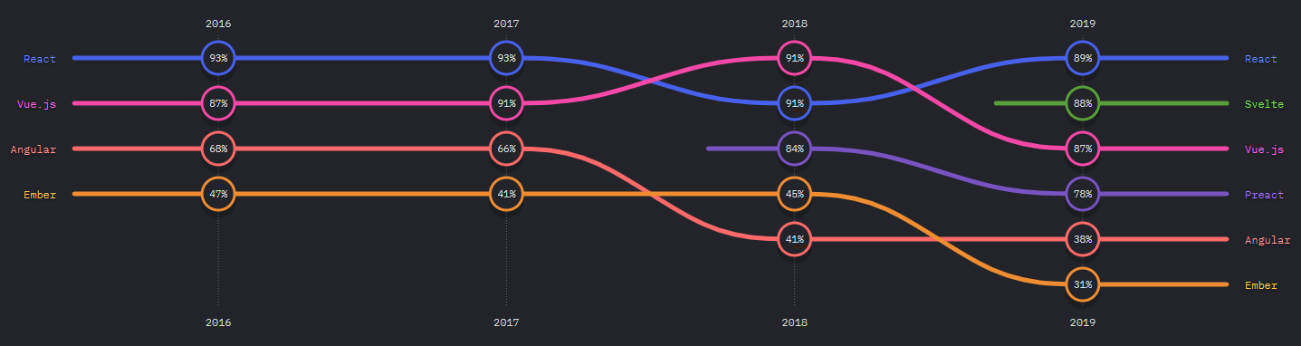 2016 2017 2018 2019
React 93% 93% 91% 89% React
Vue.js 87% 91% 91% 88% Svelte
Angular 68% 66% 84% 87% Vue.js
Ember 47% 41% 45% 78% Preact
41% 38% Angular
31% Ember
2016 2017 2018 2019